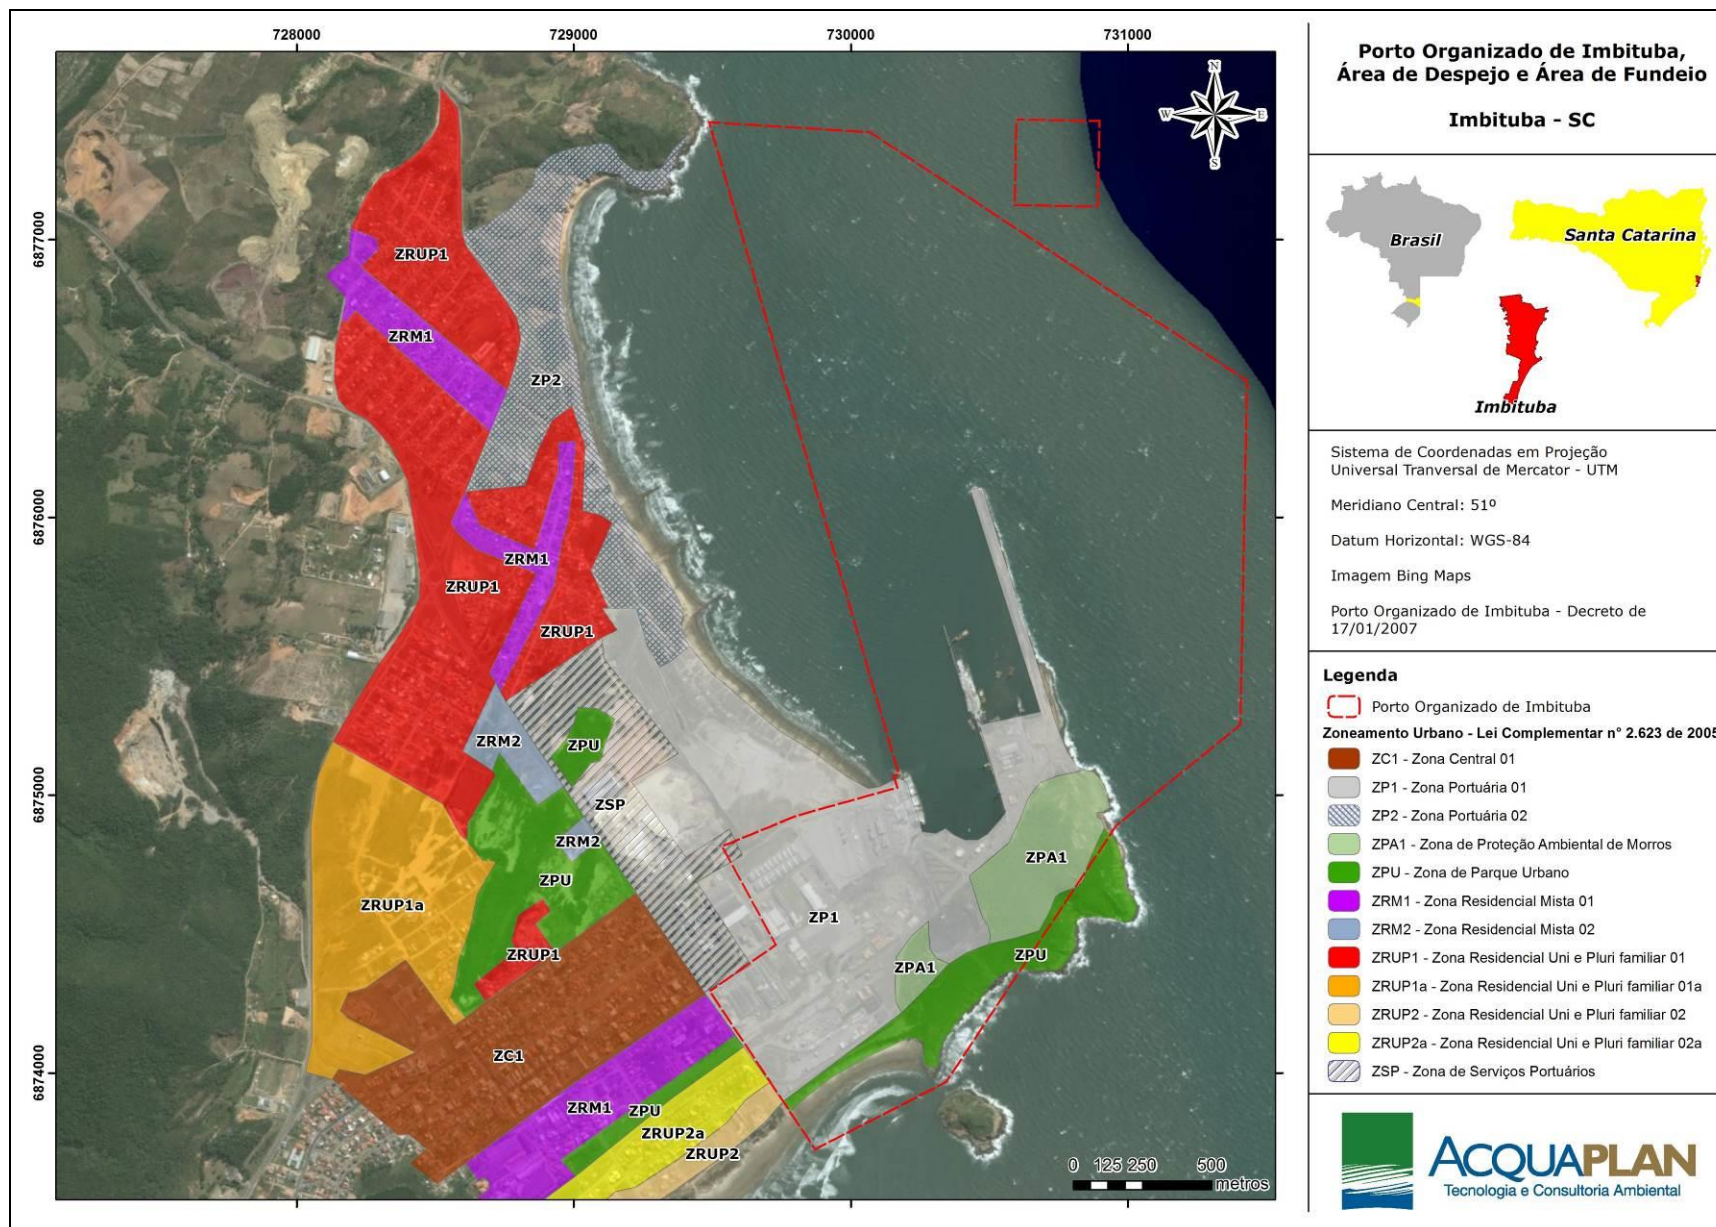 728000
729000
730000
731000
6877000
6876000
6875000
6874000
N
W
E
S
ZRUP1
ZRM1
ZP2
ZRM1
ZRUP1
ZRUP1
ZRM2
ZPU
ZSP
ZRM2
ZPU
ZRUP1a
ZRUP1
ZP1
ZPA1
ZPA1
ZPU
ZC1
ZRM1
ZPU
ZRUP2a
ZRUP2
0 125 250 500
metros
Porto Organizado de Imbituba,
Área de Despejo e Área de Fundeio
Imbituba - SC
Brasil
Santa Catarina
Imbituba
Sistema de Coordenadas em Projeção
Universal Tranversal de Mercator - UTM
Meridiano Central: 51º
Datum Horizontal: WGS-84
Imagem Bing Maps
Porto Organizado de Imbituba - Decreto de
17/01/2007
Legenda
Porto Organizado de Imbituba
Zoneamento Urbano - Lei Complementar n° 2.623 de 2005
ZC1 - Zona Central 01
ZP1 - Zona Portuária 01
ZP2 - Zona Portuária 02
ZPA1 - Zona de Proteção Ambiental de Morros
ZPU - Zona de Parque Urbano
ZRM1 - Zona Residencial Mista 01
ZRM2 - Zona Residencial Mista 02
ZRUP1 - Zona Residencial Uni e Pluri familiar 01
ZRUP1a - Zona Residencial Uni e Pluri familiar 01a
ZRUP2 - Zona Residencial Uni e Pluri familiar 02
ZRUP2a - Zona Residencial Uni e Pluri familiar 02a
ZSP - Zona de Serviços Portuários
ACQUAPLAN
Tecnologia e Consultoria Ambiental